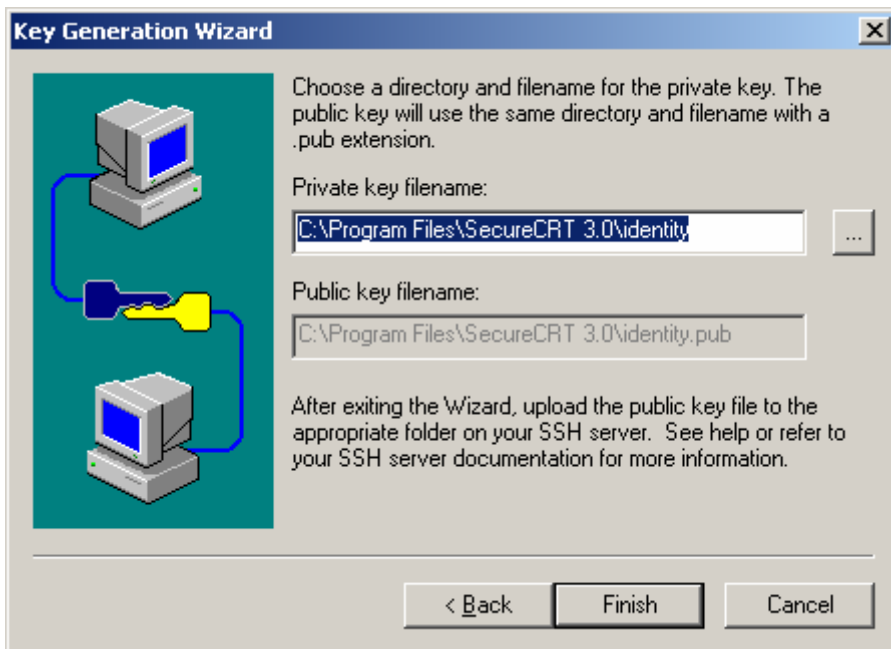 Key Generation Wizard
Choose a directory and filename for the private key. The
public key will use the same directory and filename with a
.pub extension.
Private key filename:
C:\Program Files\SecureCRT 3.0\identity
...
Public key filename:
C:\Program Files\SecureCRT 3.0\identity.pub
After exiting the Wizard, upload the public key file to the
appropriate folder on your SSH server. See help or refer to
your SSH server documentation for more information.
< Back
Finish
Cancel